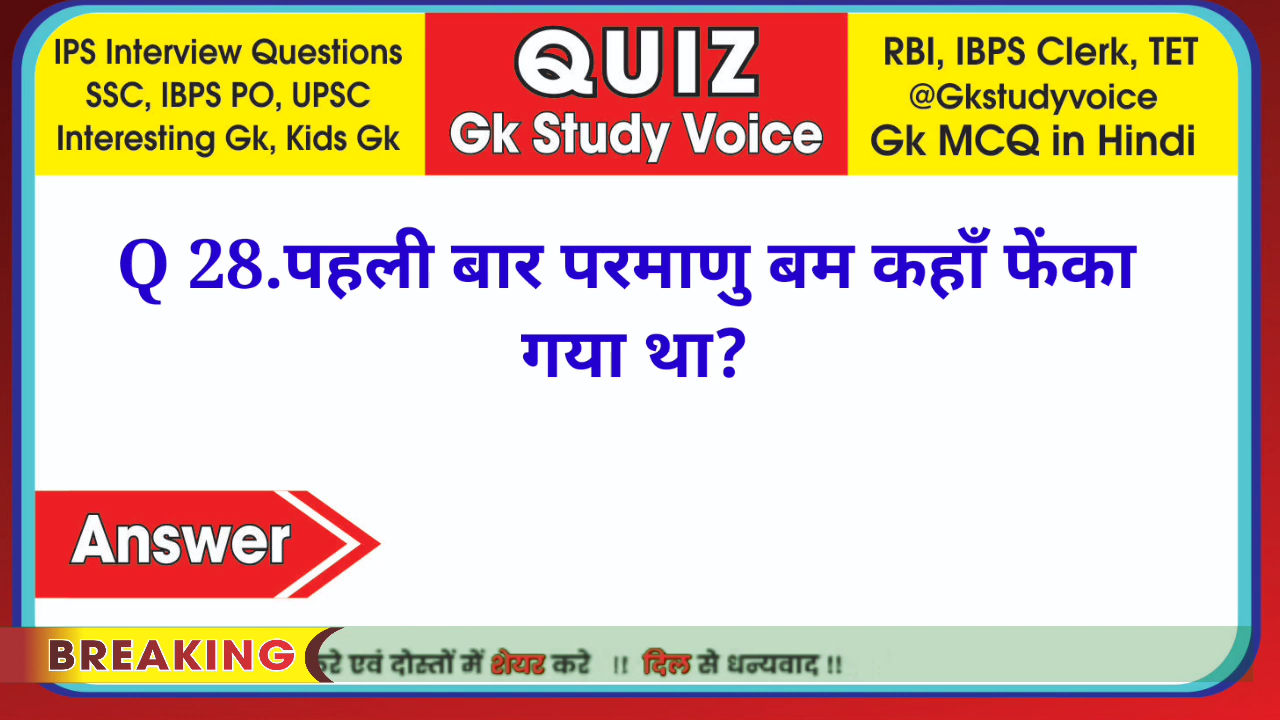 IPS Interview Questions
SSC, IBPS PO, UPSC
Interesting Gk, Kids Gk
QUIZ
Gk Study Voice
RBI, IBPS Clerk, TET
@Gkstudyvoice
Gk MCQ in Hindi
Q 28.पहली बार परमाणु बम कहाँ फेंका
गया था?
Answer
BREAKING
एवं दोस्तों में शेयर करे !! दिल से धन्यवाद !!